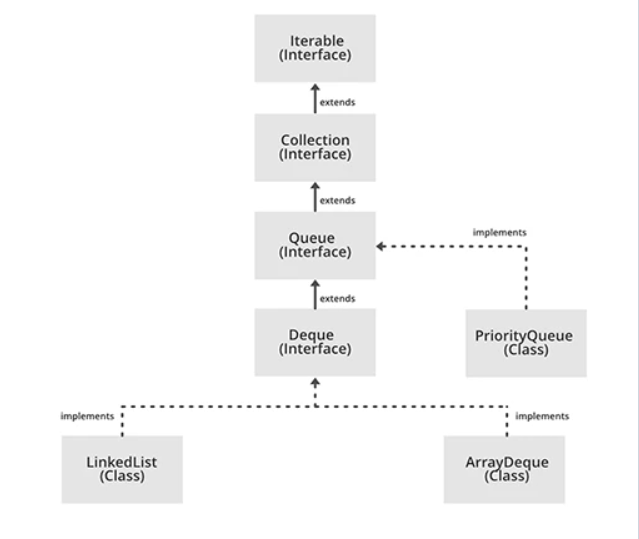 Iterable
(Interface)
extends
Collection
(Interface)
extends
Queue
(Interface)
implements
extends
Deque
(Interface)
PriorityQueue
(Class)
implements
implements
LinkedList
(Class)
ArrayDeque
(Class)